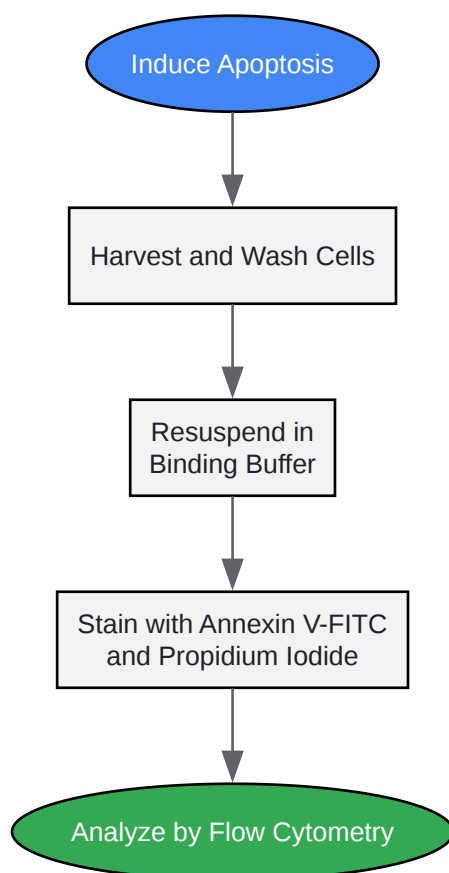 Induce Apoptosis
Harvest and Wash Cells
Resuspend in
Binding Buffer
Stain with Annexin V-FITC
and Propidium Iodide
Analyze by Flow Cytometry